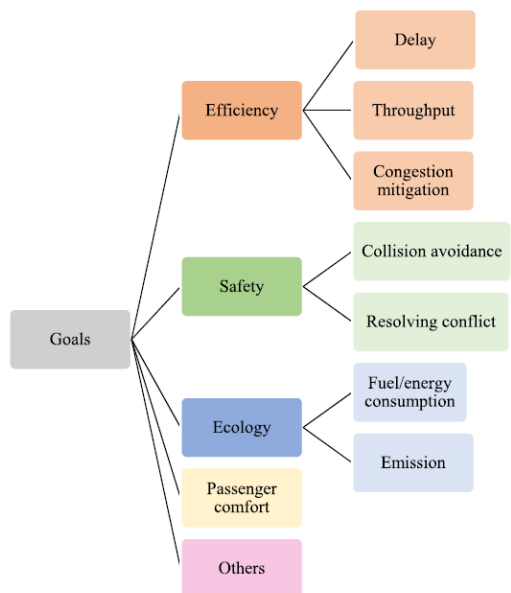 Delay
Efficiency
Throughput
Congestion
mitigation
Collision avoidance
Safety
Resolving conflict
Goals
Fuel/energy
consumption
Ecology
Emission
Passenger
comfort
Others